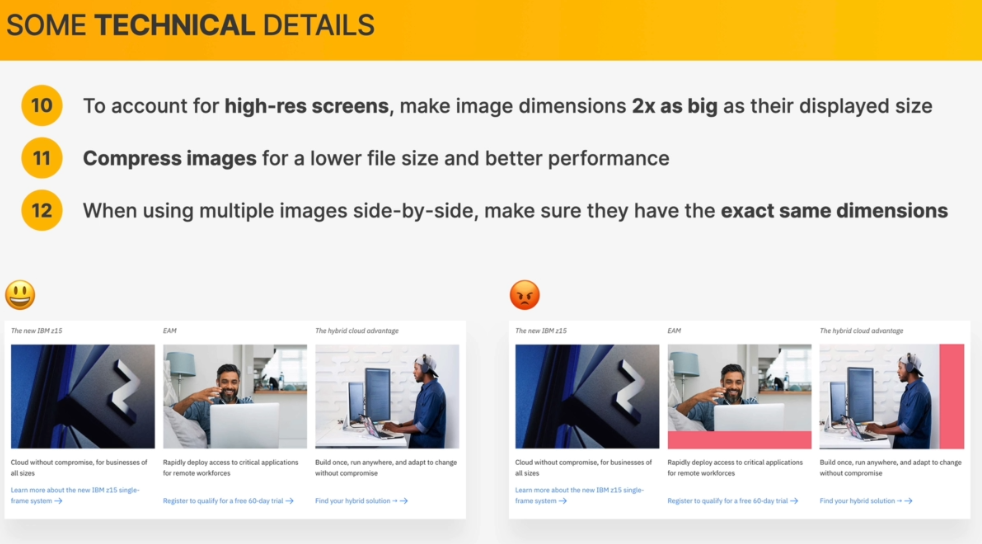 SOME TECHNICAL DETAILS
10 To account for high-res screens, make image dimensions 2x as big as their displayed size
11 Compress images for a lower file size and better performance
12 When using multiple images side-by-side, make sure they have the exact same dimensions
The new IBM z15
EAM
The hybrid cloud advantage
Cloud without compromise, for businesses of
all sizes
Learn more about the new IBM z15 single-
frame system →
Rapidly deploy access to critical applications
for remote workforces
Register to qualify for a free 60-day trial →
Build once, run anywhere, and adapt to change
without compromise
Find your hybrid solution → →
The new IBM z15
EAM
The hybrid cloud advantage
Cloud without compromise, for businesses of
all sizes
Learn more about the new IBM z15 single-
frame system →
Rapidly deploy access to critical applications
for remote workforces
Register to qualify for a free 60-day trial →
Build once, run anywhere, and adapt to change
without compromise
Find your hybrid solution → →